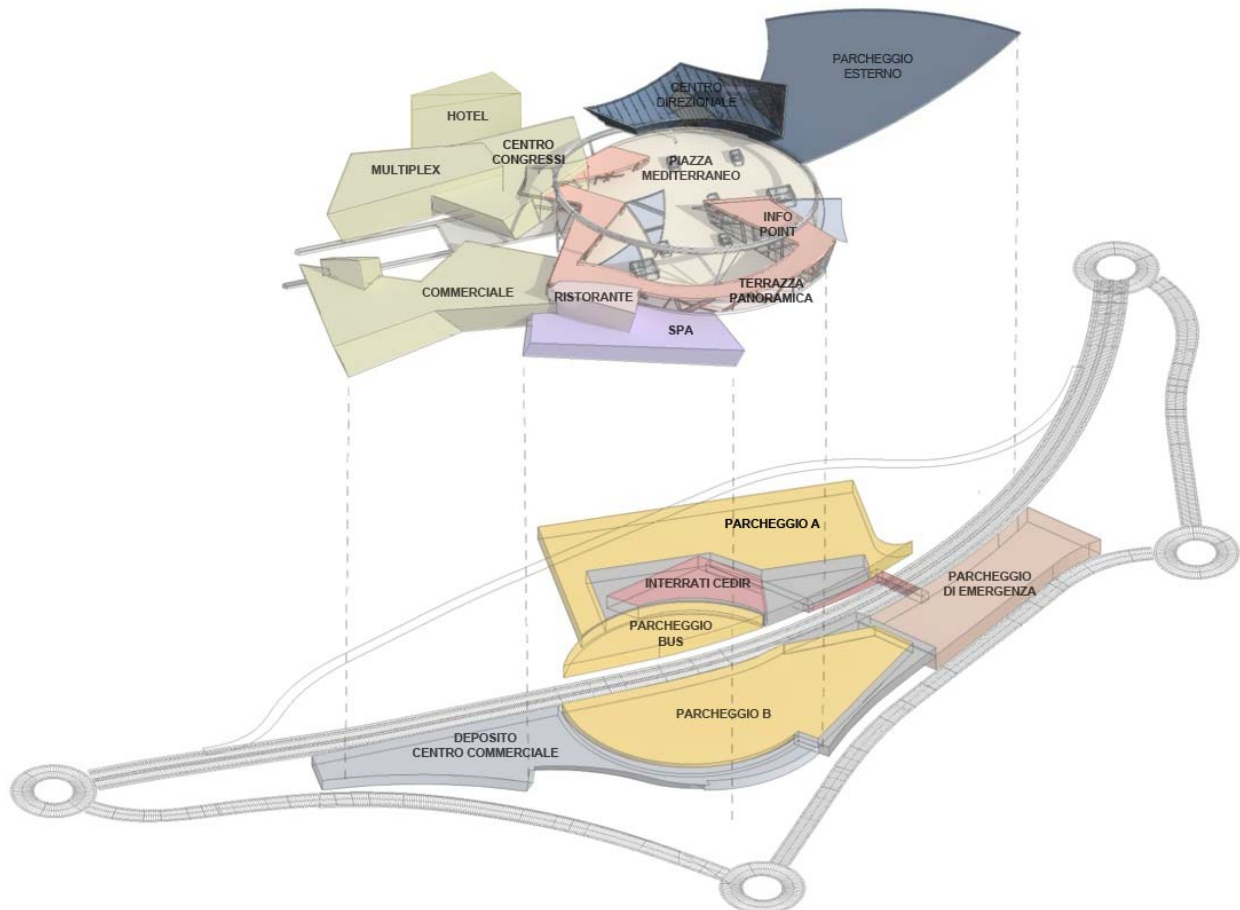 PARCHEGGIO
ESTERNO
CENTRO
DIREZIONALE
HOTEL
CENTRO
CONGRESSI
MULTIPLEX
PIAZZA
MEDITERRANEO
INFO
POINT
TERRAZZA
PANORAMICA
COMMERCIALE
RISTORANTE
SPA
PARCHEGGIO A
INTERRATI CEDIR
PARCHEGGIO
DI EMERGENZA
PARCHEGGIO
BUS
PARCHEGGIO B
DEPOSITO
CENTRO COMMERCIALE